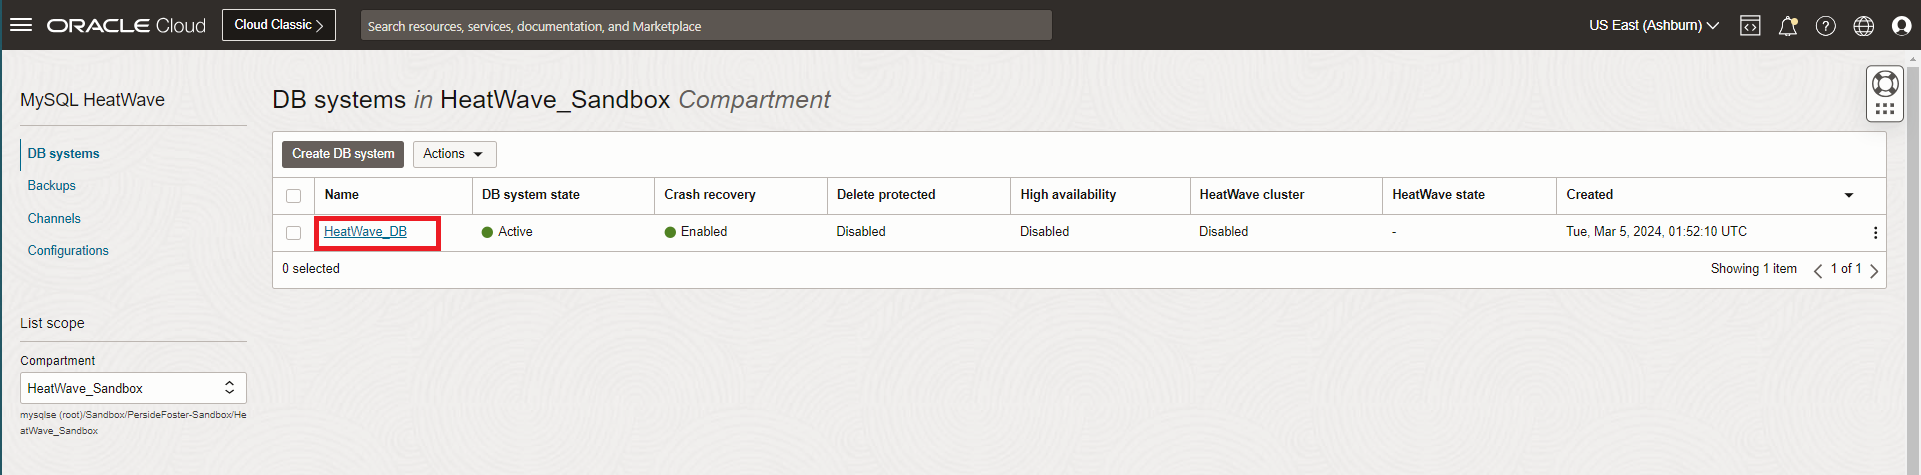 ORACLE Cloud Cloud Classic > Search resources, services, documentation, and Marketplace US East (Ashburn)
MySQL HeatWave
DB systems
Backups
Channels
Configurations
List scope
Compartment
HeatWave_Sandbox
mysqlse (root)/Sandbox/PersideFoster-Sandbox/He
atWave_Sandbox
DB systems in HeatWave_Sandbox Compartment
Create DB system Actions
Name DB system state Crash recovery Delete protected High availability HeatWave cluster HeatWave state Created
HeatWave_DB Active Enabled Disabled Disabled Disabled - Tue, Mar 5, 2024, 01:52:10 UTC
0 selected Showing 1 item < 1 of 1 >